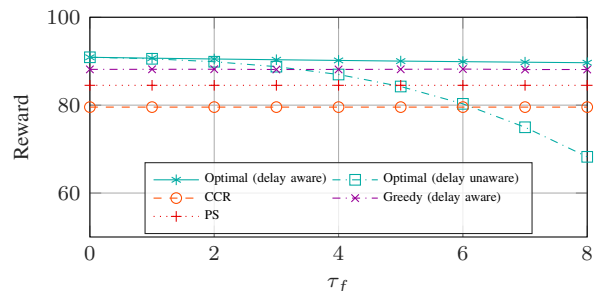 100
80
60
Reward
Optimal (delay aware) Optimal (delay unaware)
CCR Greedy (delay aware)
PS
0 2 4 6 8
τf